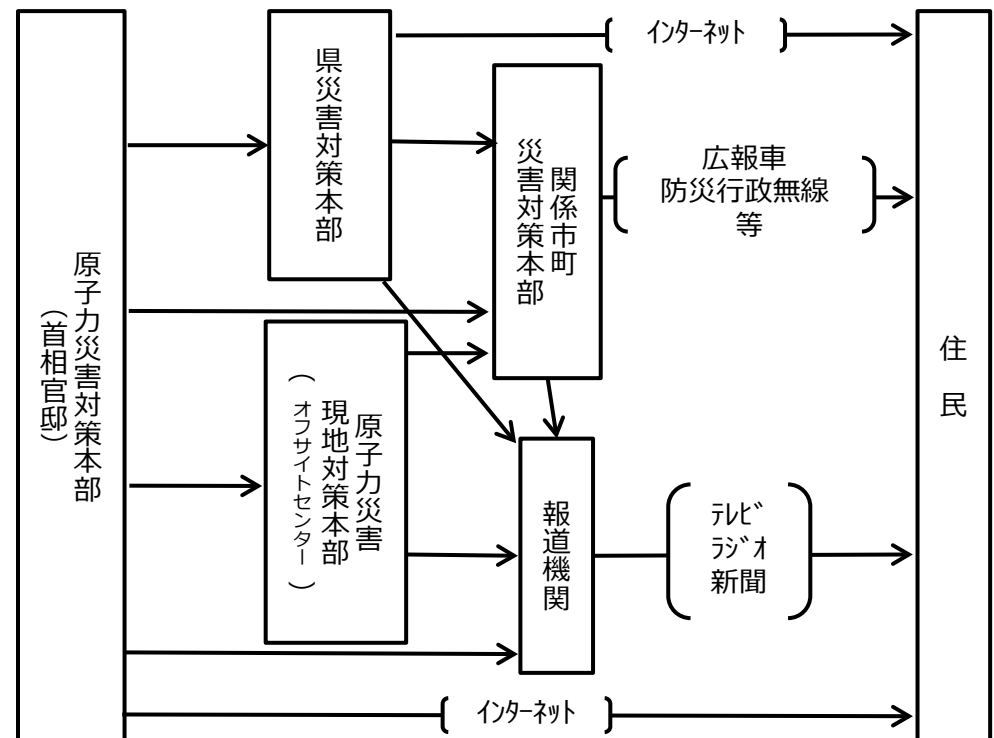 原子力災害対策本部
(首相官邸)
県災害対策本部
インターネット
関係市町
災害対策本部
広報車
防災行政無線
等
原子力災害
現地対策本部
(オフサイトセンター)
報道機関
テレビ
ラジオ
新聞
インターネット
住民